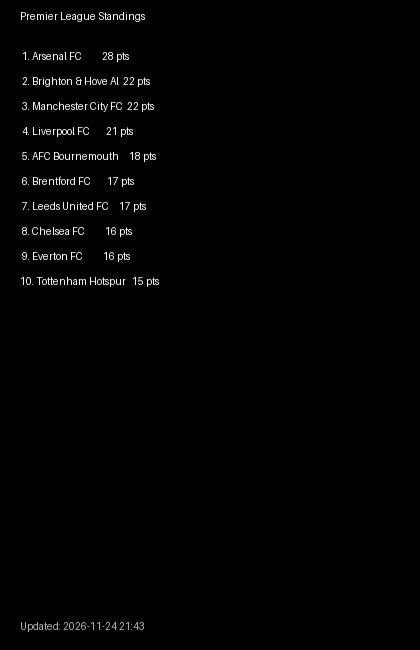 Premier League Standings
1. Arsenal FC 28 pts
2. Brighton & Hove Al 22 pts
3. Manchester City FC 22 pts
4. Liverpool FC 21 pts
5. AFC Bournemouth 18 pts
6. Brentford FC 17 pts
7. Leeds United FC 17 pts
8. Chelsea FC 16 pts
9. Everton FC 16 pts
10. Tottenham Hotspur 15 pts
Updated: 2026-11-24 21:43